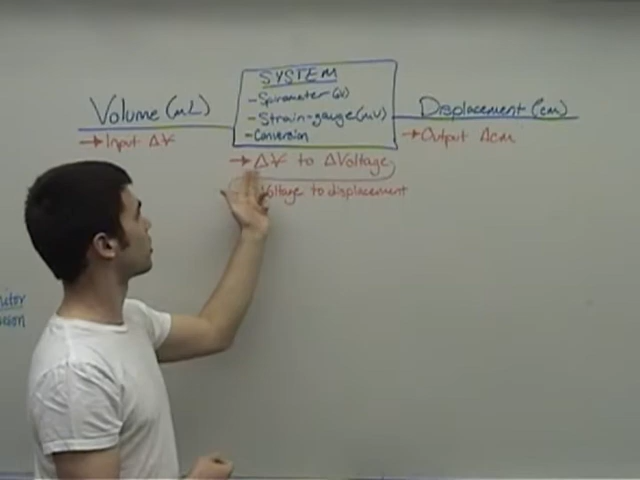 SYSTEM
- Spirometer (V)
- Strain-gauge (mV)
- Conversion
Volume (mL)
→ Input ΔV
Displacement (cm)
→ Output Δcm
→ ΔV to ΔVoltage
Voltage to displacement